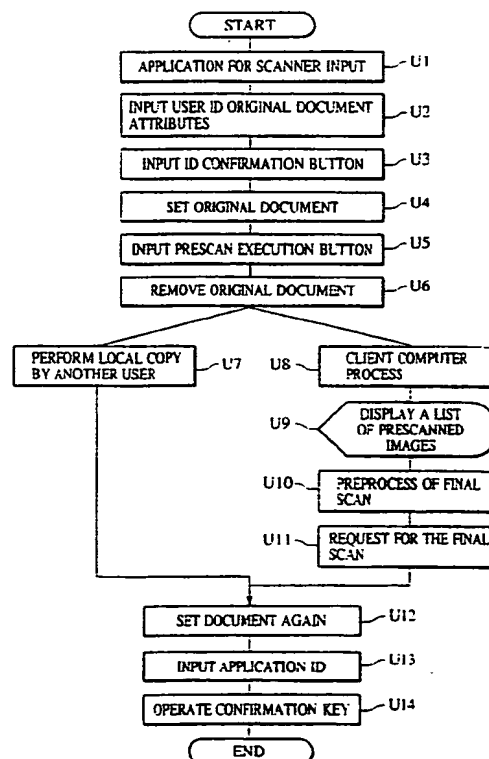 START
APPLICATION FOR SCANNER INPUT
U1
INPUT USER ID ORIGINAL DOCUMENT
ATTRIBUTES
U2
INPUT ID CONFIRMATION BUTTON
U3
SET ORIGINAL DOCUMENT
U4
INPUT PRESCAN EXECUTION BUTTON
U5
REMOVE ORIGINAL DOCUMENT
U6
PERFORM LOCAL COPY
BY ANOTHER USER
U7
U8
CLIENT COMPUTER
PROCESS
U9
DISPLAY A LIST
OF PRESCANNED
IMAGES
U10
PREPROCESS OF FINAL
SCAN
U11
REQUEST FOR THE FINAL
SCAN
SET DOCUMENT AGAIN
U12
INPUT APPLICATION ID
U13
OPERATE CONFIRMATION KEY
U14
END